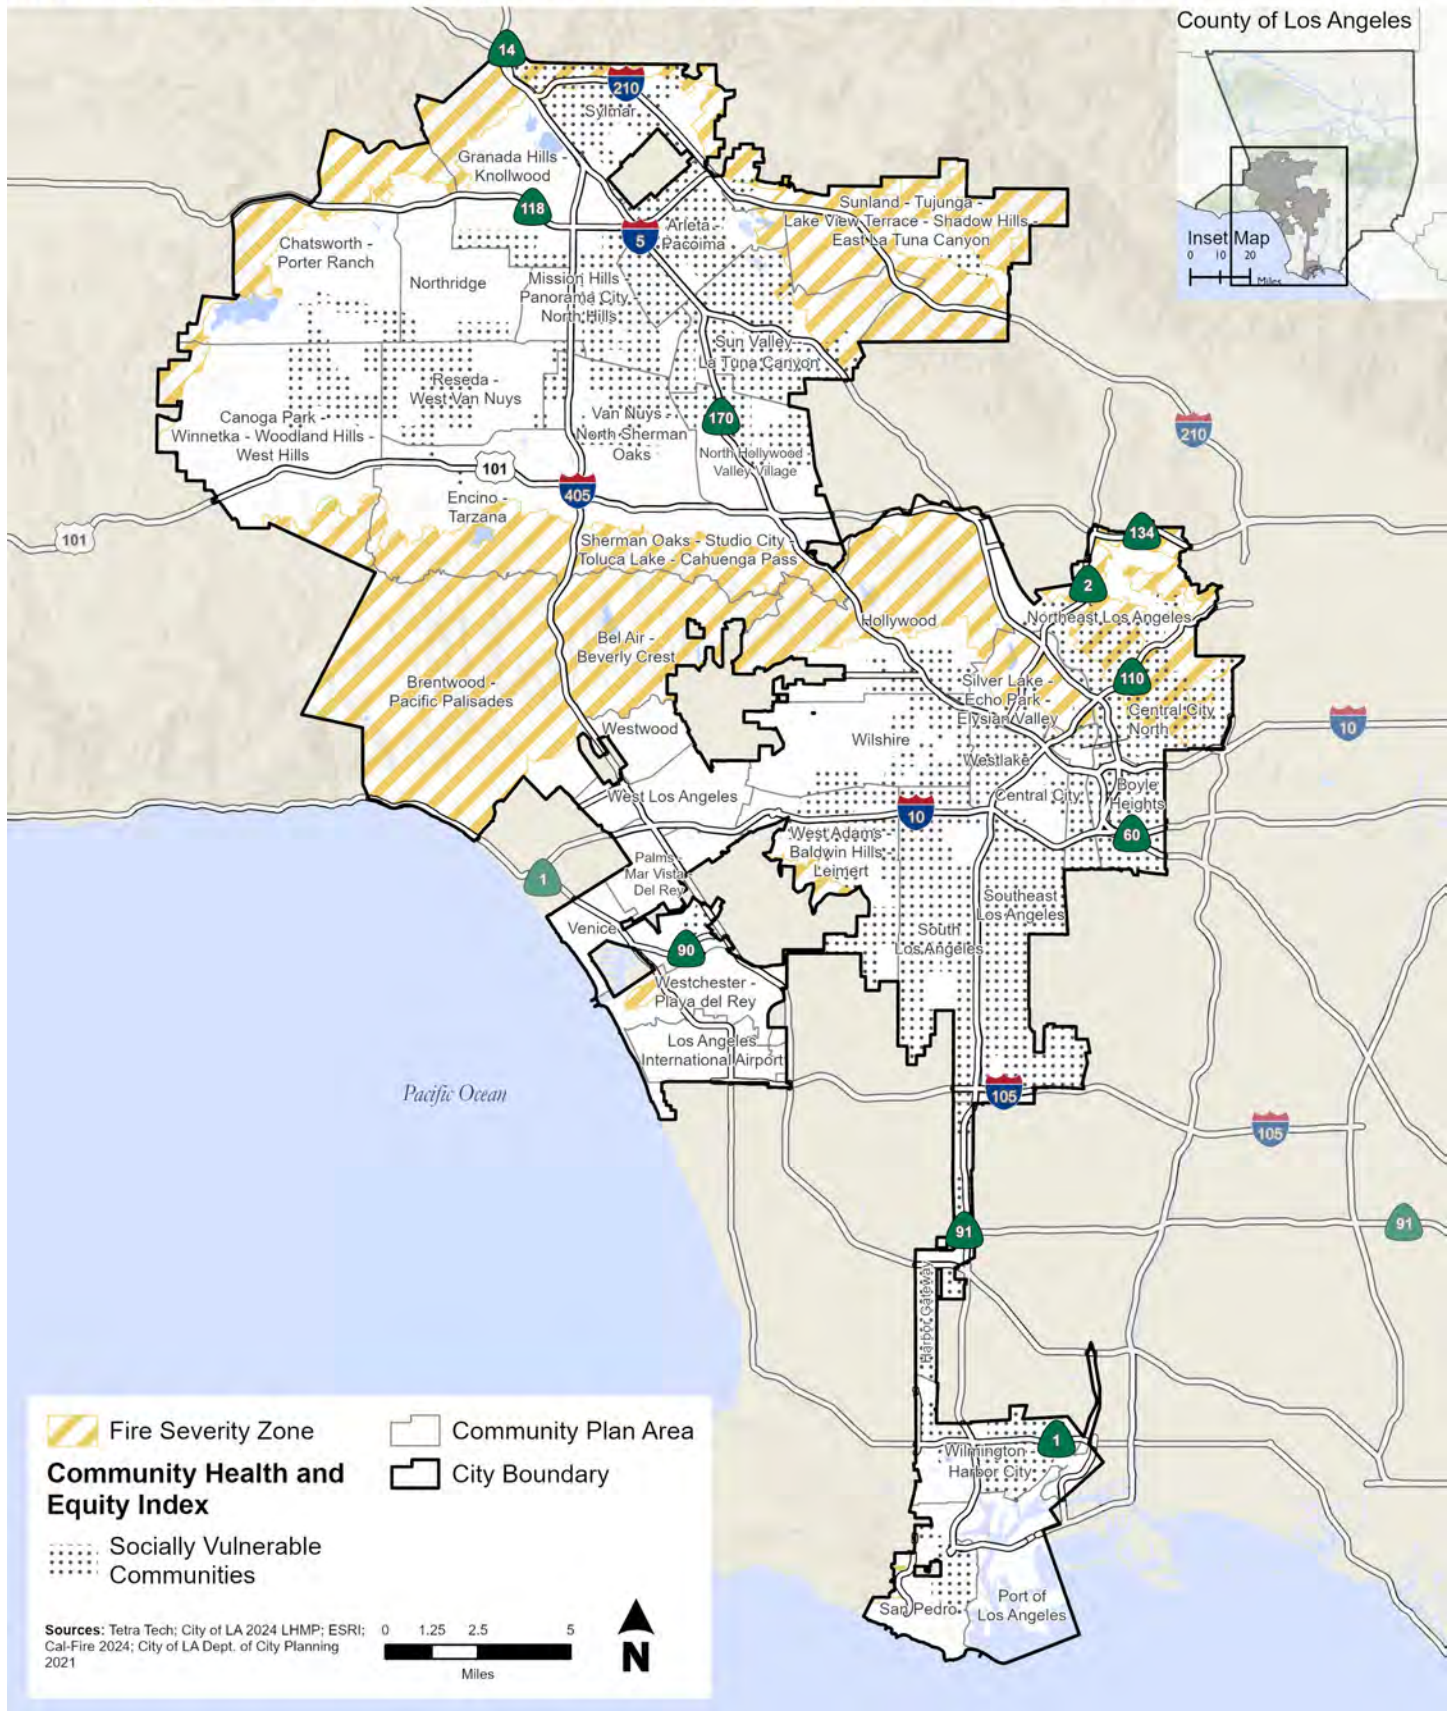 County of Los Angeles
Inset Map
0 10 20
Miles
14
210
Sylmar
Granada Hills -
Knollwood
118
5
Arleta -
Pacoima
Sunland - Tujunga -
Lake View Terrace - Shadow Hills -
East La Tuna Canyon
Chatsworth -
Porter Ranch
Northridge
Mission Hills -
Panorama City -
North Hills
Sun Valley -
La Tuna Canyon
Reseda -
West Van Nuys
Canoga Park -
Winnetka - Woodland Hills -
West Hills
Van Nuys -
North Sherman
Oaks
170
North Hollywood -
Valley Village
210
101
405
Encino -
Tarzana
101
Sherman Oaks - Studio City -
Toluca Lake - Cahuenga Pass
134
2
Hollywood
Northeast Los Angeles
Bel Air -
Beverly Crest
Brentwood -
Pacific Palisades
Silver Lake -
Echo Park -
Elysian Valley
110
Central City
North
10
Westwood
Wilshire
Westlake
West Los Angeles
Central City
Boyle
Heights
10
60
West Adams -
Baldwin Hills -
Leimert
1
Palms -
Mar Vista -
Del Rey
Southeast
Los Angeles
Venice
South
Los Angeles
90
Westchester -
Playa del Rey
Los Angeles
International Airport
Pacific Ocean
105
105
91
91
Harbor Gateway
1
Wilmington -
Harbor City
San Pedro
Port of
Los Angeles
Fire Severity Zone
Community Plan Area
Community Health and
Equity Index
City Boundary
Socially Vulnerable
Communities
Sources: Tetra Tech; City of LA 2024 LHMP; ESRI;
Cal-Fire 2024; City of LA Dept. of City Planning
2021
0 1.25 2.5 5
Miles
N